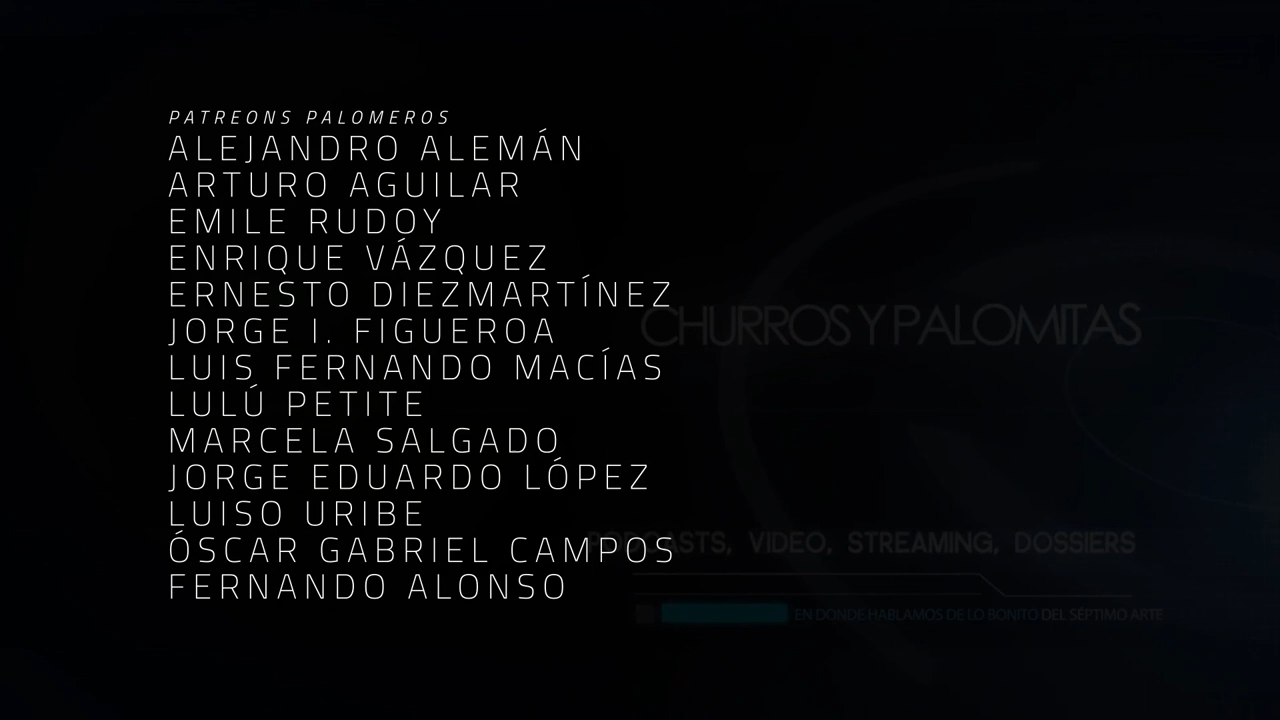 PATREONS PALOMEROS
ALEJANDRO ALEMÁN
ARTURO AGUILAR
EMILE RUDOY
ENRIQUE VÁZQUEZ
ERNESTO DIEZMARTÍNEZ
JORGE I. FIGUEROA
LUIS FERNANDO MACÍAS
LULÚ PETITE
MARCELA SALGADO
JORGE EDUARDO LÓPEZ
LUISO URIBE
ÓSCAR GABRIEL CAMPOS
FERNANDO ALONSO
CHURROS Y PALOMITAS
PODCASTS, VIDEO, STREAMING, DOSSIERS
EN DONDE HABLAMOS DE LO BONITO DEL SÉPTIMO ARTE